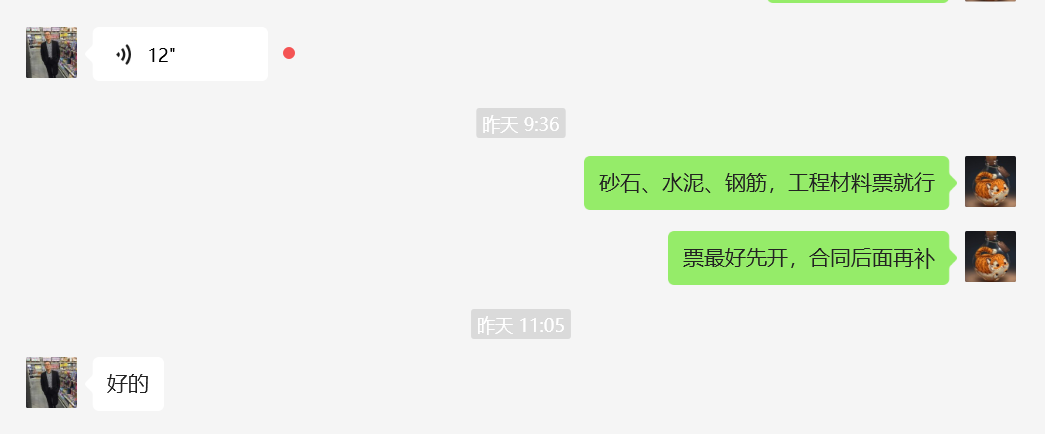 12"
昨天 9:36
砂石、水泥、钢筋，工程材料票就行
票最好先开，合同后面再补
昨天 11:05
好的